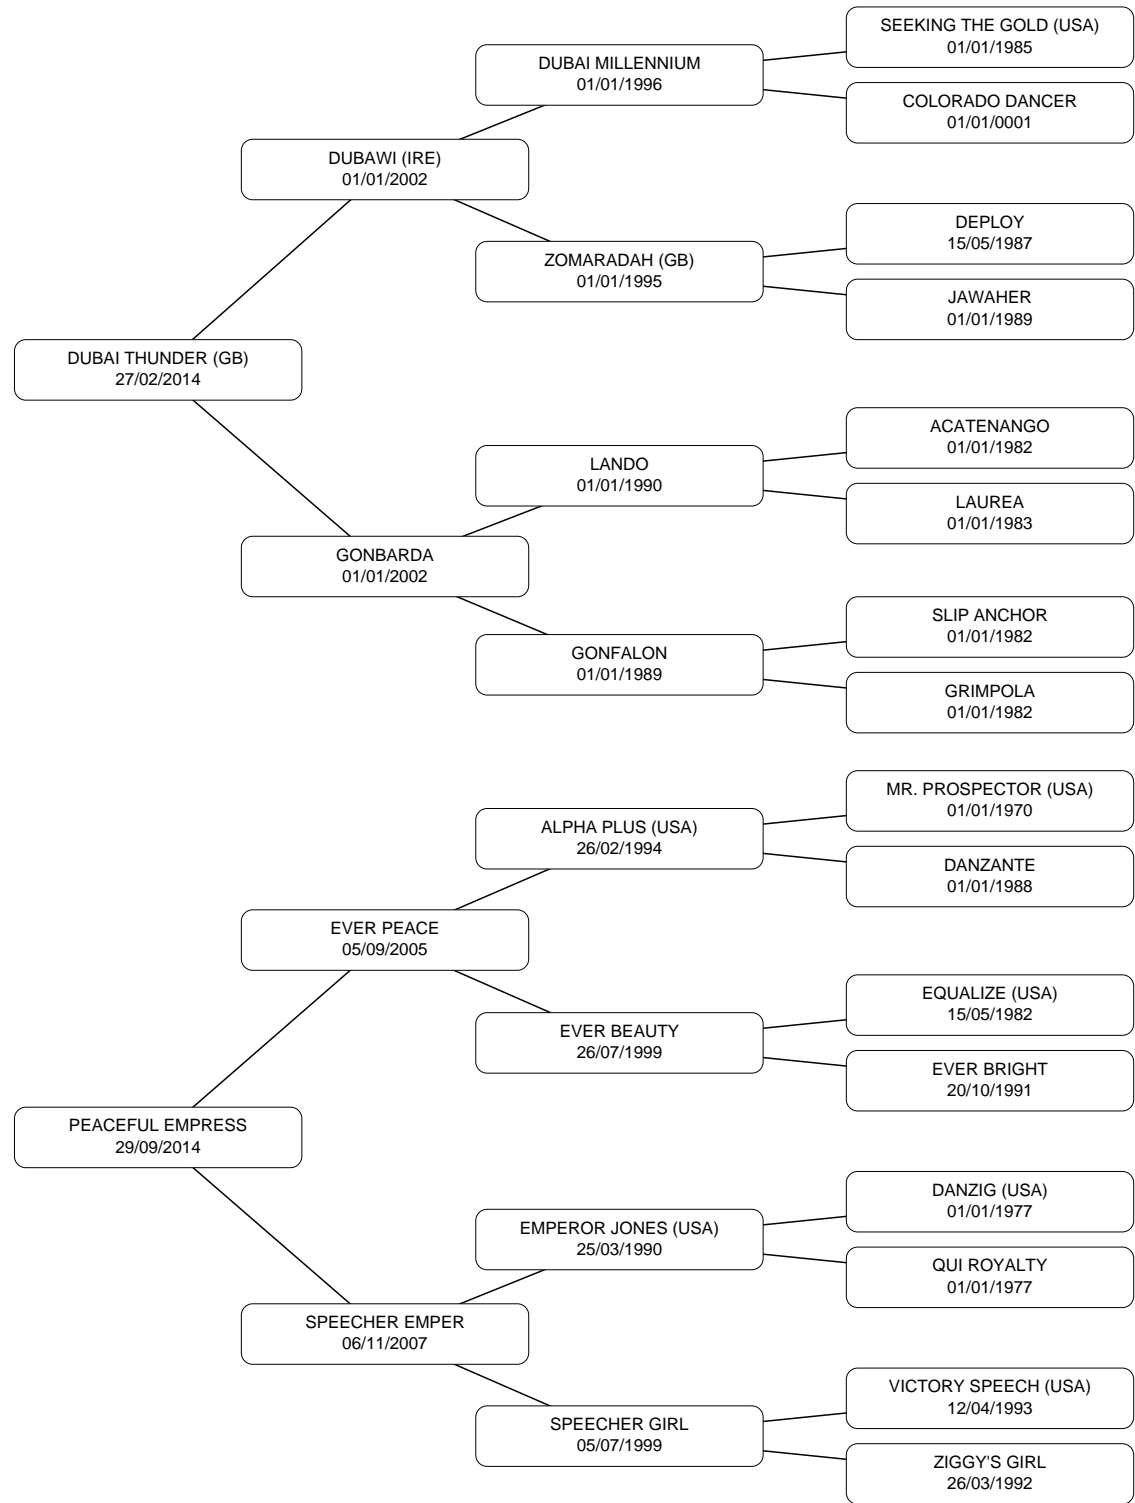 SEEKING THE GOLD (USA)
01/01/1985
DUBAI MILLENNIUM
01/01/1996
COLORADO DANCER
01/01/0001
DUBAWI (IRE)
01/01/2002
DEPLOY
15/05/1987
ZOMARADAH (GB)
01/01/1995
JAWAHER
01/01/1989
DUBAI THUNDER (GB)
27/02/2014
ACATENANGO
01/01/1982
LANDO
01/01/1990
LAUREA
01/01/1983
GONBARDA
01/01/2002
SLIP ANCHOR
01/01/1982
GONFALON
01/01/1989
GRIMPOLA
01/01/1982
MR. PROSPECTOR (USA)
01/01/1970
ALPHA PLUS (USA)
26/02/1994
DANZANTE
01/01/1988
EVER PEACE
05/09/2005
EQUALIZE (USA)
15/05/1982
EVER BEAUTY
26/07/1999
EVER BRIGHT
20/10/1991
PEACEFUL EMPRESS
29/09/2014
DANZIG (USA)
01/01/1977
EMPEROR JONES (USA)
25/03/1990
QUI ROYALTY
01/01/1977
SPEECHER EMPER
06/11/2007
VICTORY SPEECH (USA)
12/04/1993
SPEECHER GIRL
05/07/1999
ZIGGY'S GIRL
26/03/1992